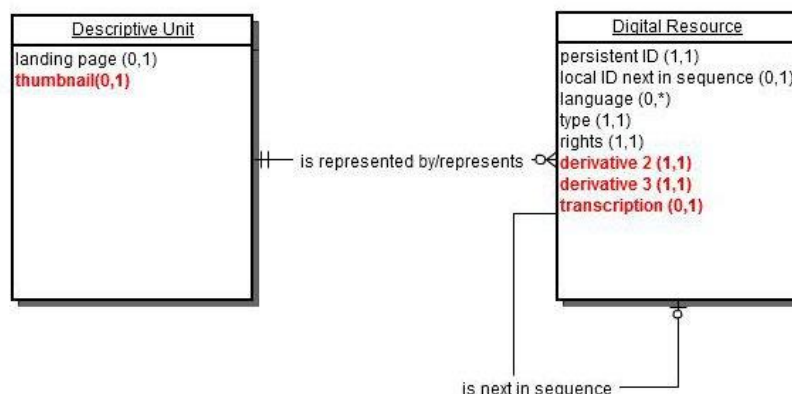 Descriptive Unit
landing page (0,1)
thumbnail(0,1)
is represented by/represents
Digital Resource
persistent ID (1,1)
local ID next in sequence (0,1)
language (0,*)
type (1,1)
rights (1,1)
derivative 2 (1,1)
derivative 3 (1,1)
transcription (0,1)
is next in sequence